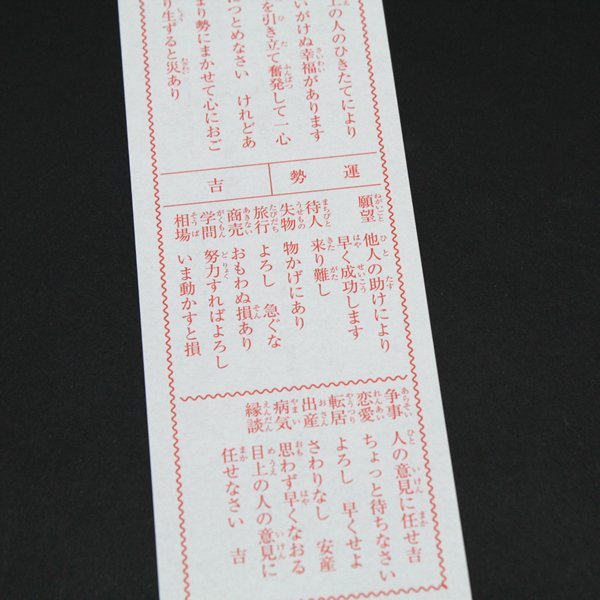 上の人のひきたてにより
いがけぬ幸福があります
を引き立て奮発して一心
につとめなさい けれどあ
まり勢にまかせて心におご
り生ずると災あり
運勢 吉
願望 他人の助けにより
早く成功します
待人 来り難し
失物 物かげにあり
旅行 よろし 急ぐな
商売 おもわぬ損あり
学問 努力すればよろし
相場 いま動かすと損
争事 人の意見に任せ吉
恋愛 ちょっと待ちなさい
転居 よろし 早くせよ
出産 さわりなし 安産
病気 思わず早くなおる
縁談 目上の人の意見に
任せなさい 吉